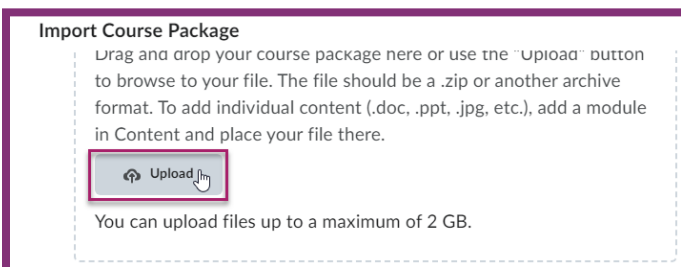 Import Course Package
Drag and drop your course package here or use the "Upload" button
to browse to your file. The file should be a .zip or another archive
format. To add individual content (.doc, .ppt, .jpg, etc.), add a module
in Content and place your file there.
Upload
You can upload files up to a maximum of 2 GB.